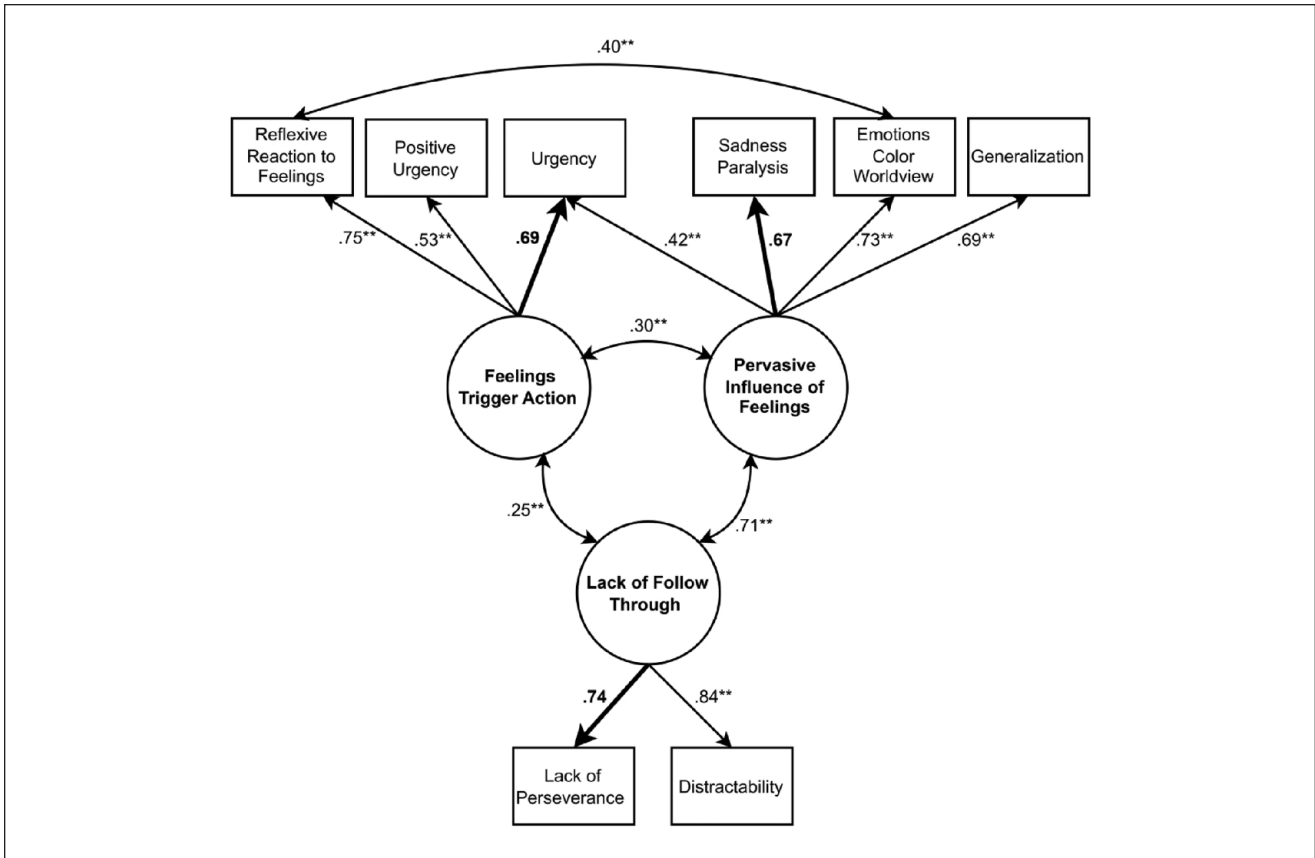 .40**
Reflexive
Reaction to
Feelings
Positive
Urgency
Urgency
Sadness
Paralysis
Emotions
Color
Worldview
Generalization
.75**
.53**
.69
.42**
.67
.73**
.69**
.30**
Feelings
Trigger Action
Pervasive
Influence of
Feelings
.25**
.71**
Lack of Follow
Through
.74
.84**
Lack of
Perseverance
Distractability